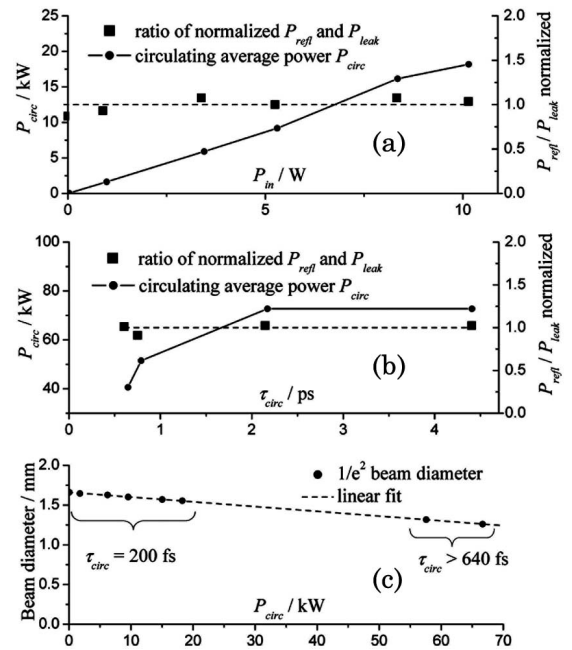 25
20
15
10
5
0
P_circ / kW
ratio of normalized P_refl and P_leak
circulating average power P_circ
(a)
2.0
1.5
1.0
0.5
0.0
P_refl / P_leak normalized
0 5 10
P_in / W
100
80
60
40
P_circ / kW
ratio of normalized P_refl and P_leak
circulating average power P_circ
(b)
2.0
1.5
1.0
0.5
0.0
P_refl / P_leak normalized
0 1 2 3 4
τ_circ / ps
2.0
1.5
1.0
0.5
0.0
Beam diameter / mm
1/e² beam diameter
linear fit
τ_circ = 200 fs
τ_circ > 640 fs
(c)
P_circ / kW
0 10 20 30 40 50 60 70